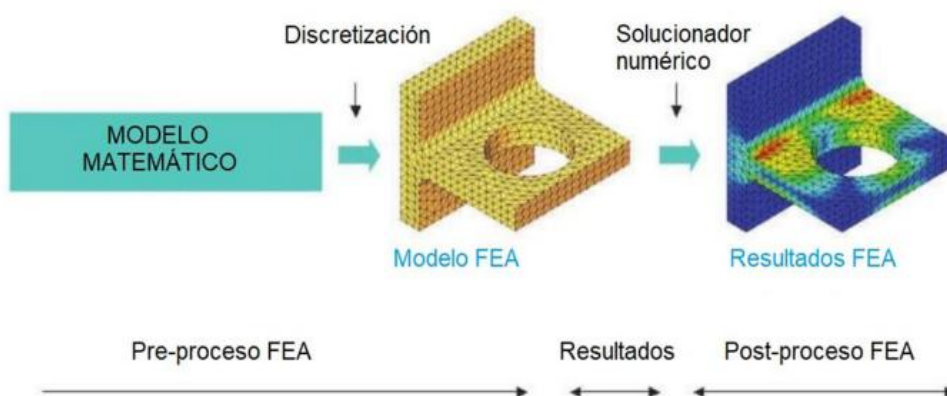 Discretización
Solucionador
numérico
MODELO
MATEMÁTICO
Modelo FEA
Resultados FEA
Pre-proceso FEA
Resultados
Post-proceso FEA